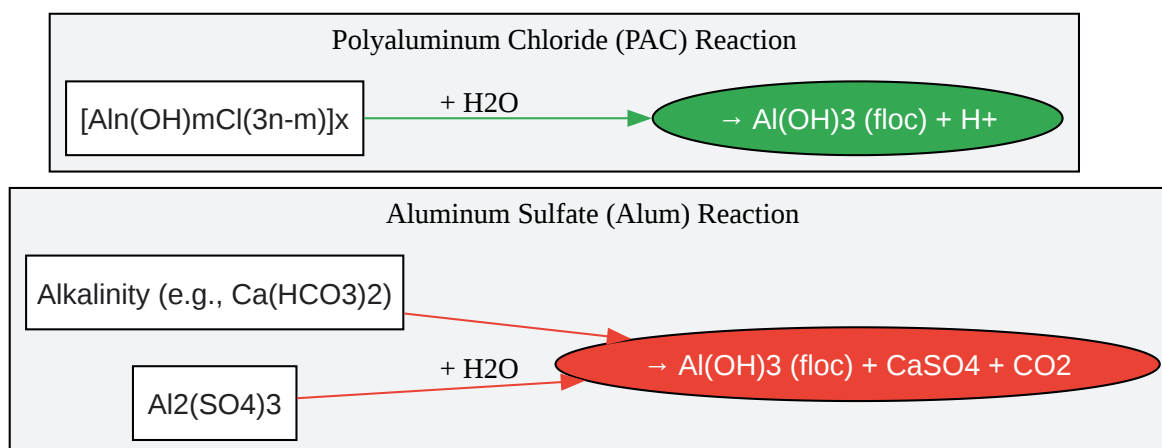 Polyaluminum Chloride (PAC) Reaction
[Aln(OH)mCl(3n-m)]x
+ H2O
→ Al(OH)3 (floc) + H+
Aluminum Sulfate (Alum) Reaction
Alkalinity (e.g., Ca(HCO3)2)
Al2(SO4)3
+ H2O
→ Al(OH)3 (floc) + CaSO4 + CO2